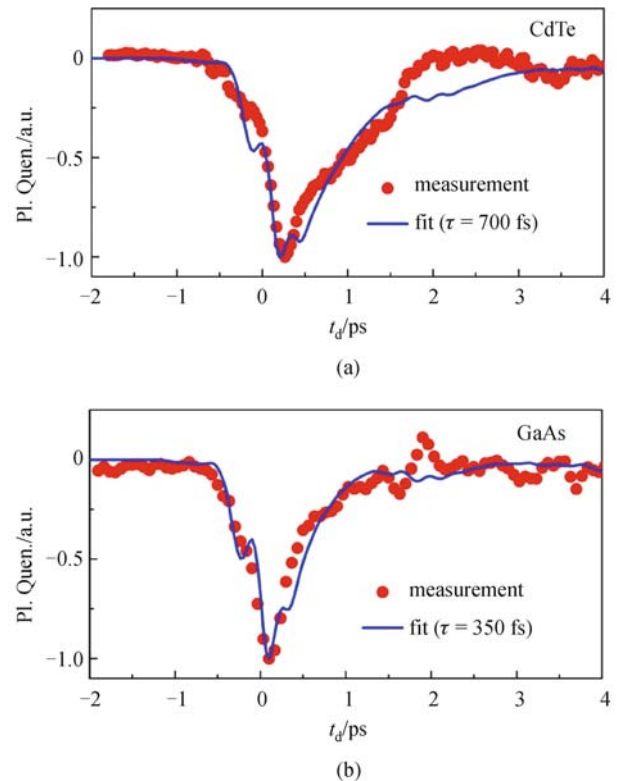 CdTe
0
−0.5
−1.0
Pl. Quen./a.u.
measurement
fit (τ = 700 fs)
−2 −1 0 1 2 3 4
t_d/ps
(a)
GaAs
0
−0.5
−1.0
Pl. Quen./a.u.
measurement
fit (τ = 350 fs)
−2 −1 0 1 2 3 4
t_d/ps
(b)